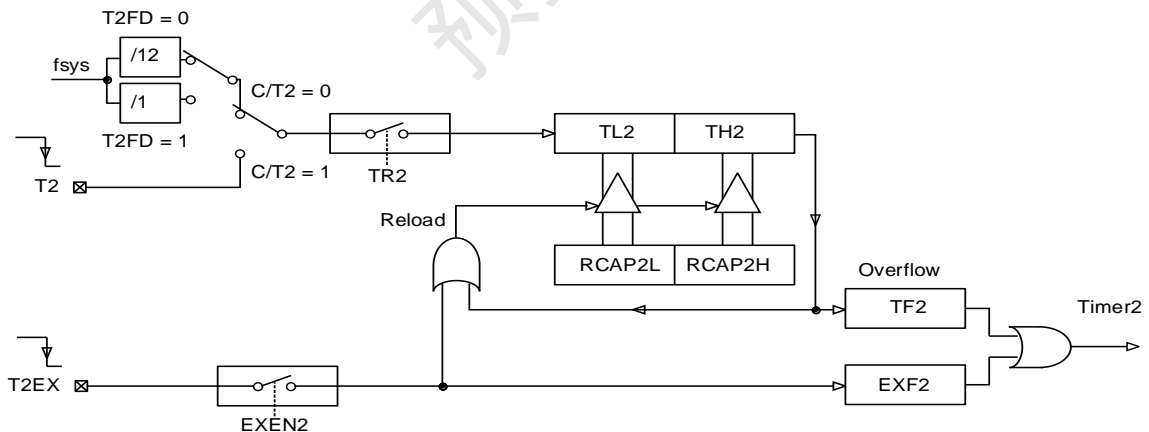 T2FD = 0
fsys
/12
/1
T2FD = 1
C/T2 = 0
C/T2 = 1
T2
TR2
TL2
TH2
Reload
RCAP2L
RCAP2H
Overflow
TF2
Timer2
T2EX
EXEN2
EXF2
预